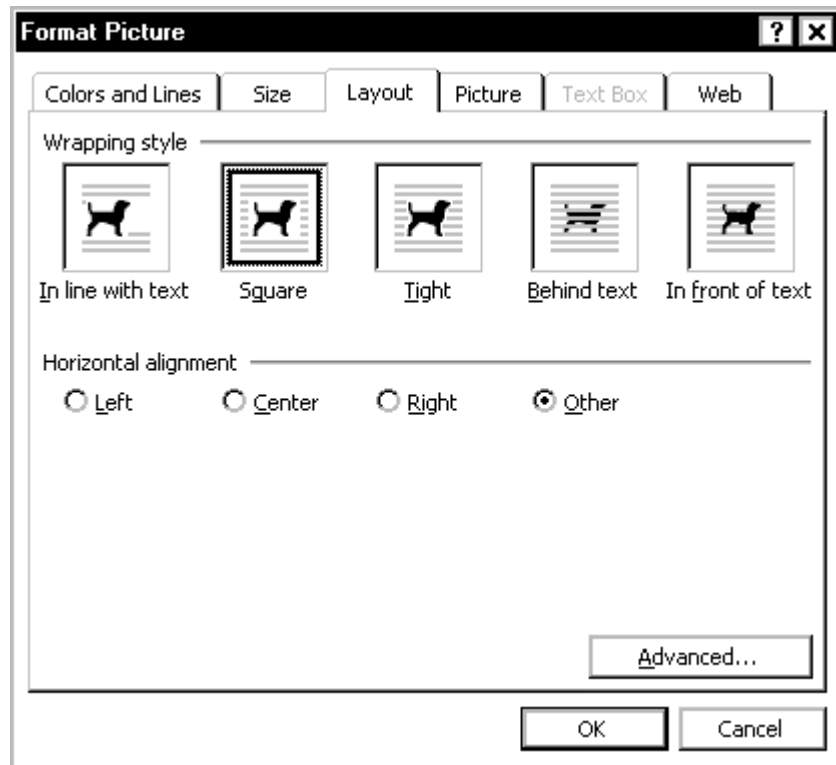 Format Picture ? ×
Colors and Lines Size Layout Picture Text Box Web
Wrapping style
In line with text Square Tight Behind text In front of text
Horizontal alignment
Left Center Right Other
Advanced...
OK Cancel